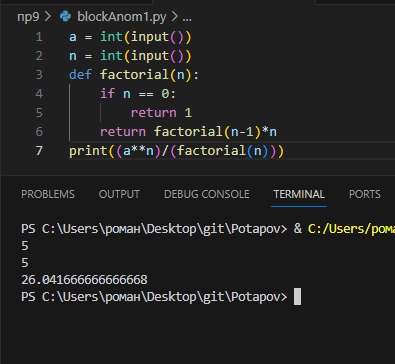 пр9 > blockAnom1.py > ...
1 a = int(input())
2 n = int(input())
3 def factorial(n):
4 if n == 0:
5 return 1
6 return factorial(n-1)*n
7 print((a**n)/(factorial(n)))
PROBLEMS OUTPUT DEBUG CONSOLE TERMINAL PORTS
PS C:\Users\роман\Desktop\git\Potapov> & C:/Users/рома
5
5
26.041666666666668
PS C:\Users\роман\Desktop\git\Potapov>